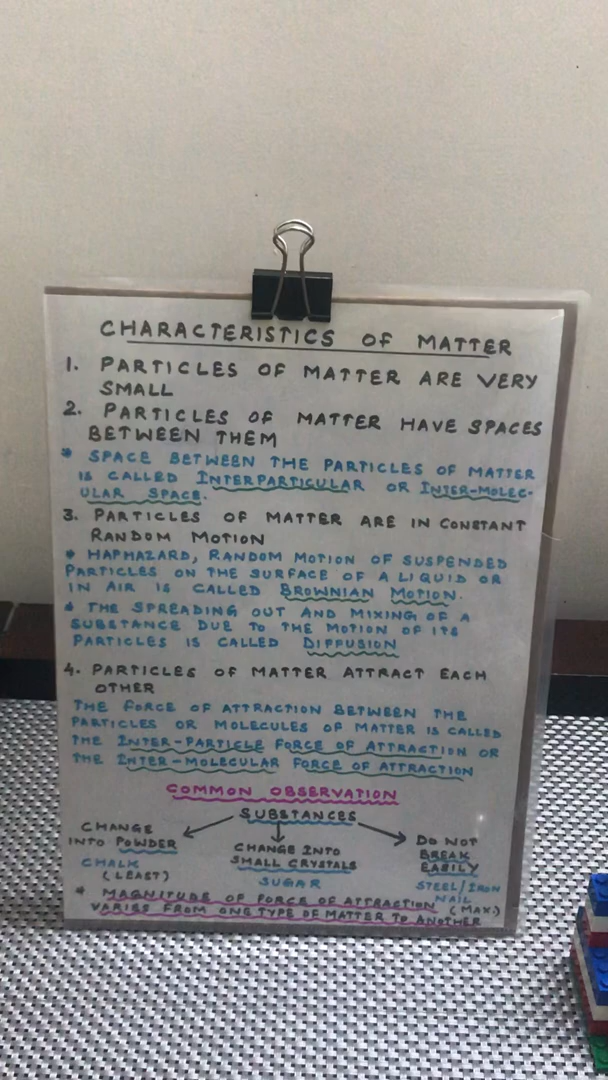 CHARACTERISTICS OF MATTER
1. PARTICLES OF MATTER ARE VERY
SMALL
2. PARTICLES OF MATTER HAVE SPACES
BETWEEN THEM
* SPACE BETWEEN THE PARTICLES OF MATTER
IS CALLED INTERPARTICULAR OR INTER-MOLEC-
ULAR SPACE.
3. PARTICLES OF MATTER ARE IN CONSTANT
RANDOM MOTION
* HAPHAZARD, RANDOM MOTION OF SUSPENDED
PARTICLES ON THE SURFACE OF A LIQUID OR
IN AIR IS CALLED BROWNIAN MOTION.
* THE SPREADING OUT AND MIXING OF A
SUBSTANCE DUE TO THE MOTION OF ITS
PARTICLES IS CALLED DIFFUSION
4. PARTICLES OF MATTER ATTRACT EACH
OTHER
THE FORCE OF ATTRACTION BETWEEN THE
PARTICLES OR MOLECULES OF MATTER IS CALLED
THE INTER-PARTICLE FORCE OF ATTRACTION OR
THE INTER-MOLECULAR FORCE OF ATTRACTION
COMMON OBSERVATION
SUBSTANCES
CHANGE
INTO POWDER
CHALK
(LEAST)
CHANGE INTO
SMALL CRYSTALS
SUGAR
DO NOT
BREAK
EASILY
STEEL/IRON
NAIL
(MAX)
* MAGNITUDE OF FORCE OF ATTRACTION
VARIES FROM ONE TYPE OF MATTER TO ANOTHER